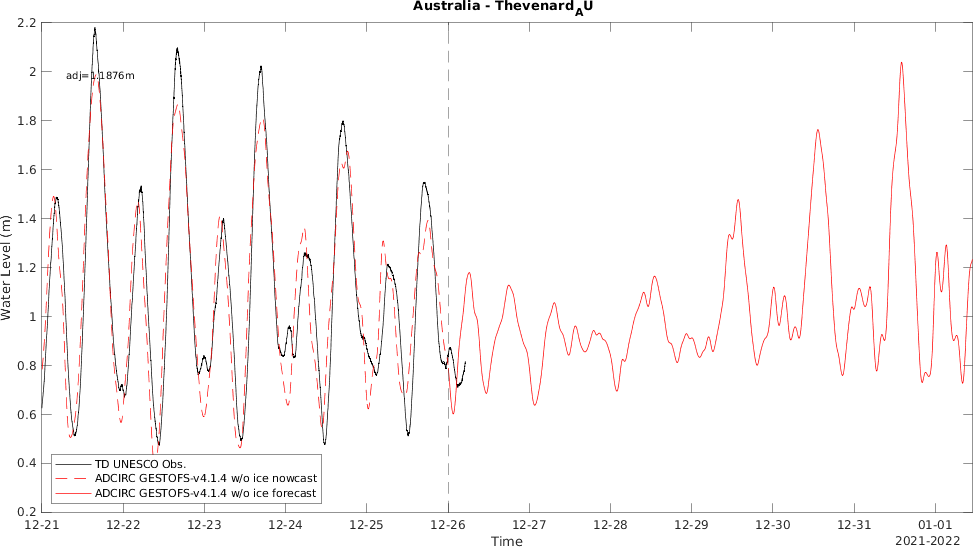 Australia - Thevenard_AU
2.2
2
1.8
1.6
1.4
1.2
1
0.8
0.6
0.4
0.2
Water Level (m)
adj=1.1876m
TD UNESCO Obs.
ADCIRC GESTOFS-v4.1.4 w/o ice nowcast
ADCIRC GESTOFS-v4.1.4 w/o ice forecast
12-21 12-22 12-23 12-24 12-25 12-26 12-27 12-28 12-29 12-30 12-31 01-01
Time
2021-2022